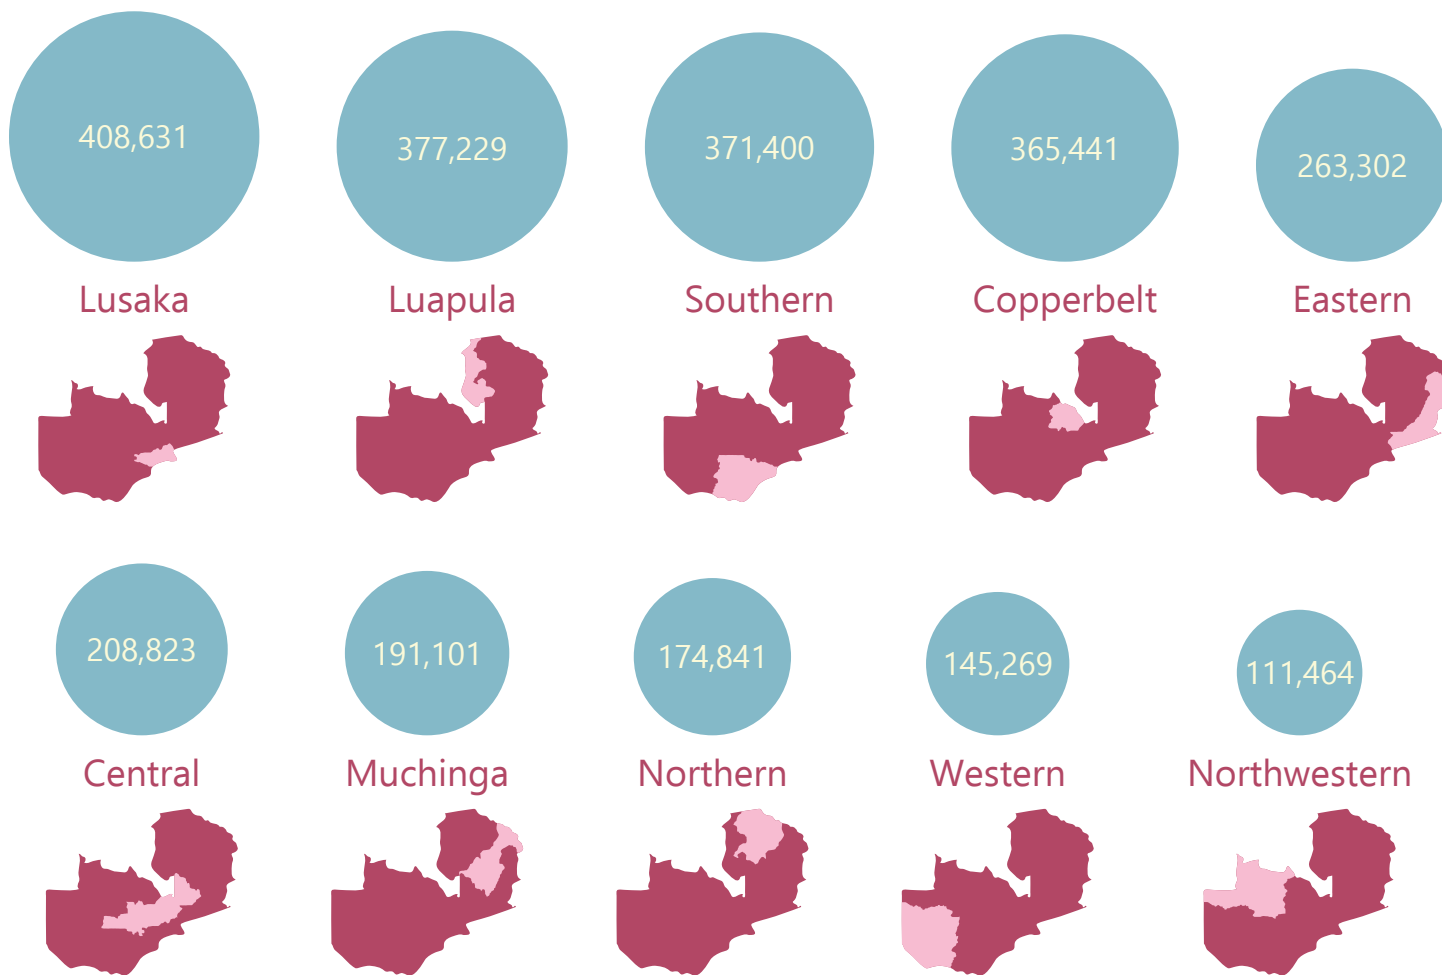 408,631
377,229
371,400
365,441
263,302
Lusaka
Luapula
Southern
Copperbelt
Eastern
208,823
191,101
174,841
145,269
111,464
Central
Muchinga
Northern
Western
Northwestern